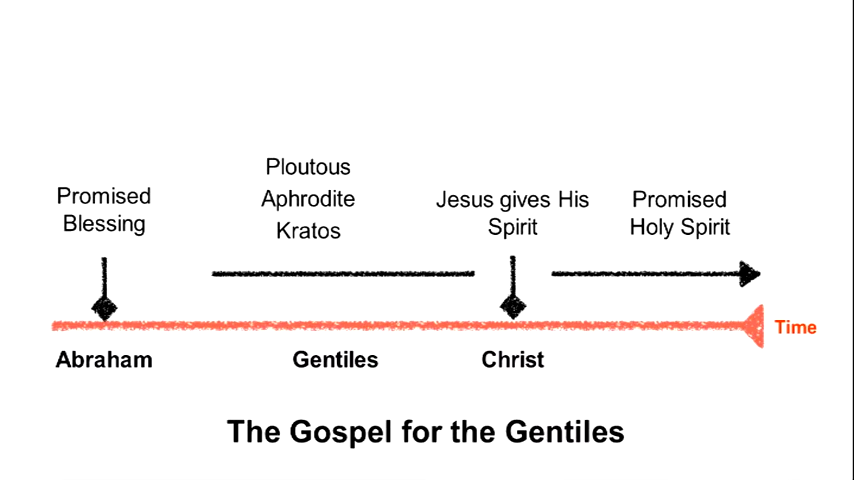 Ploutous
Aphrodite
Kratos
Promised
Blessing
Jesus gives His
Spirit
Promised
Holy Spirit
Time
Abraham
Gentiles
Christ
The Gospel for the Gentiles